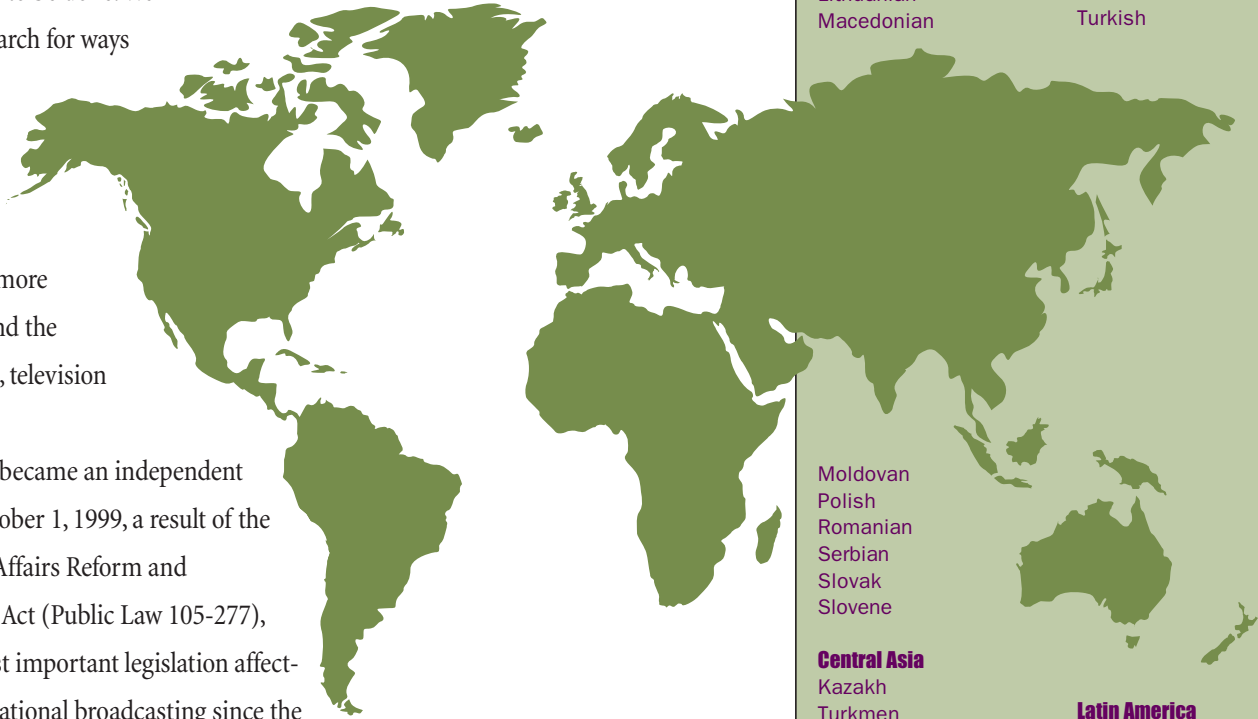 arch for ways
more
nd the
, television
became an independent
ober 1, 1999, a result of the
Affairs Reform and
Act (Public Law 105-277),
t important legislation affect-
ational broadcasting since the
Macedonian
Moldovan
Polish
Romanian
Serbian
Slovak
Slovene
Central Asia
Kazakh
Turkmen
Turkish
Latin America